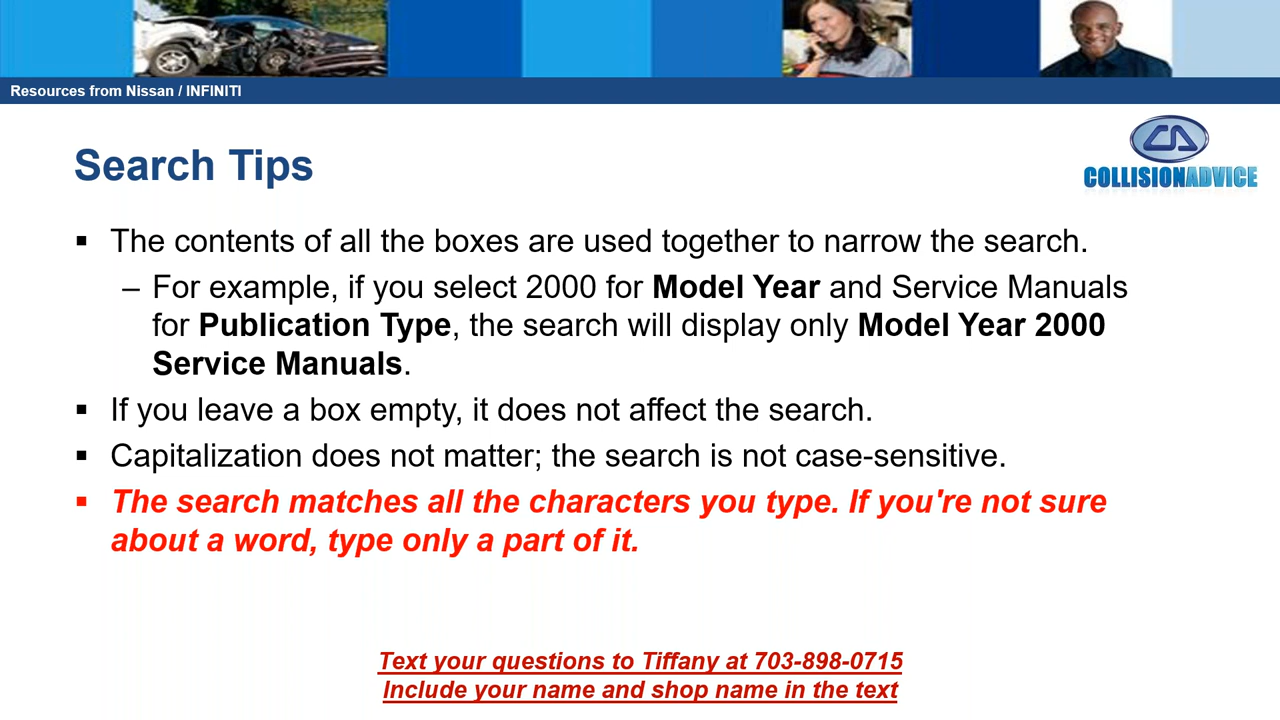 Resources from Nissan / INFINITI
COLLISIONADVICE
Search Tips
▪ The contents of all the boxes are used together to narrow the search.
– For example, if you select 2000 for Model Year and Service Manuals
for Publication Type, the search will display only Model Year 2000
Service Manuals.
▪ If you leave a box empty, it does not affect the search.
▪ Capitalization does not matter; the search is not case-sensitive.
▪ The search matches all the characters you type. If you're not sure
about a word, type only a part of it.
Text your questions to Tiffany at 703-898-0715
Include your name and shop name in the text